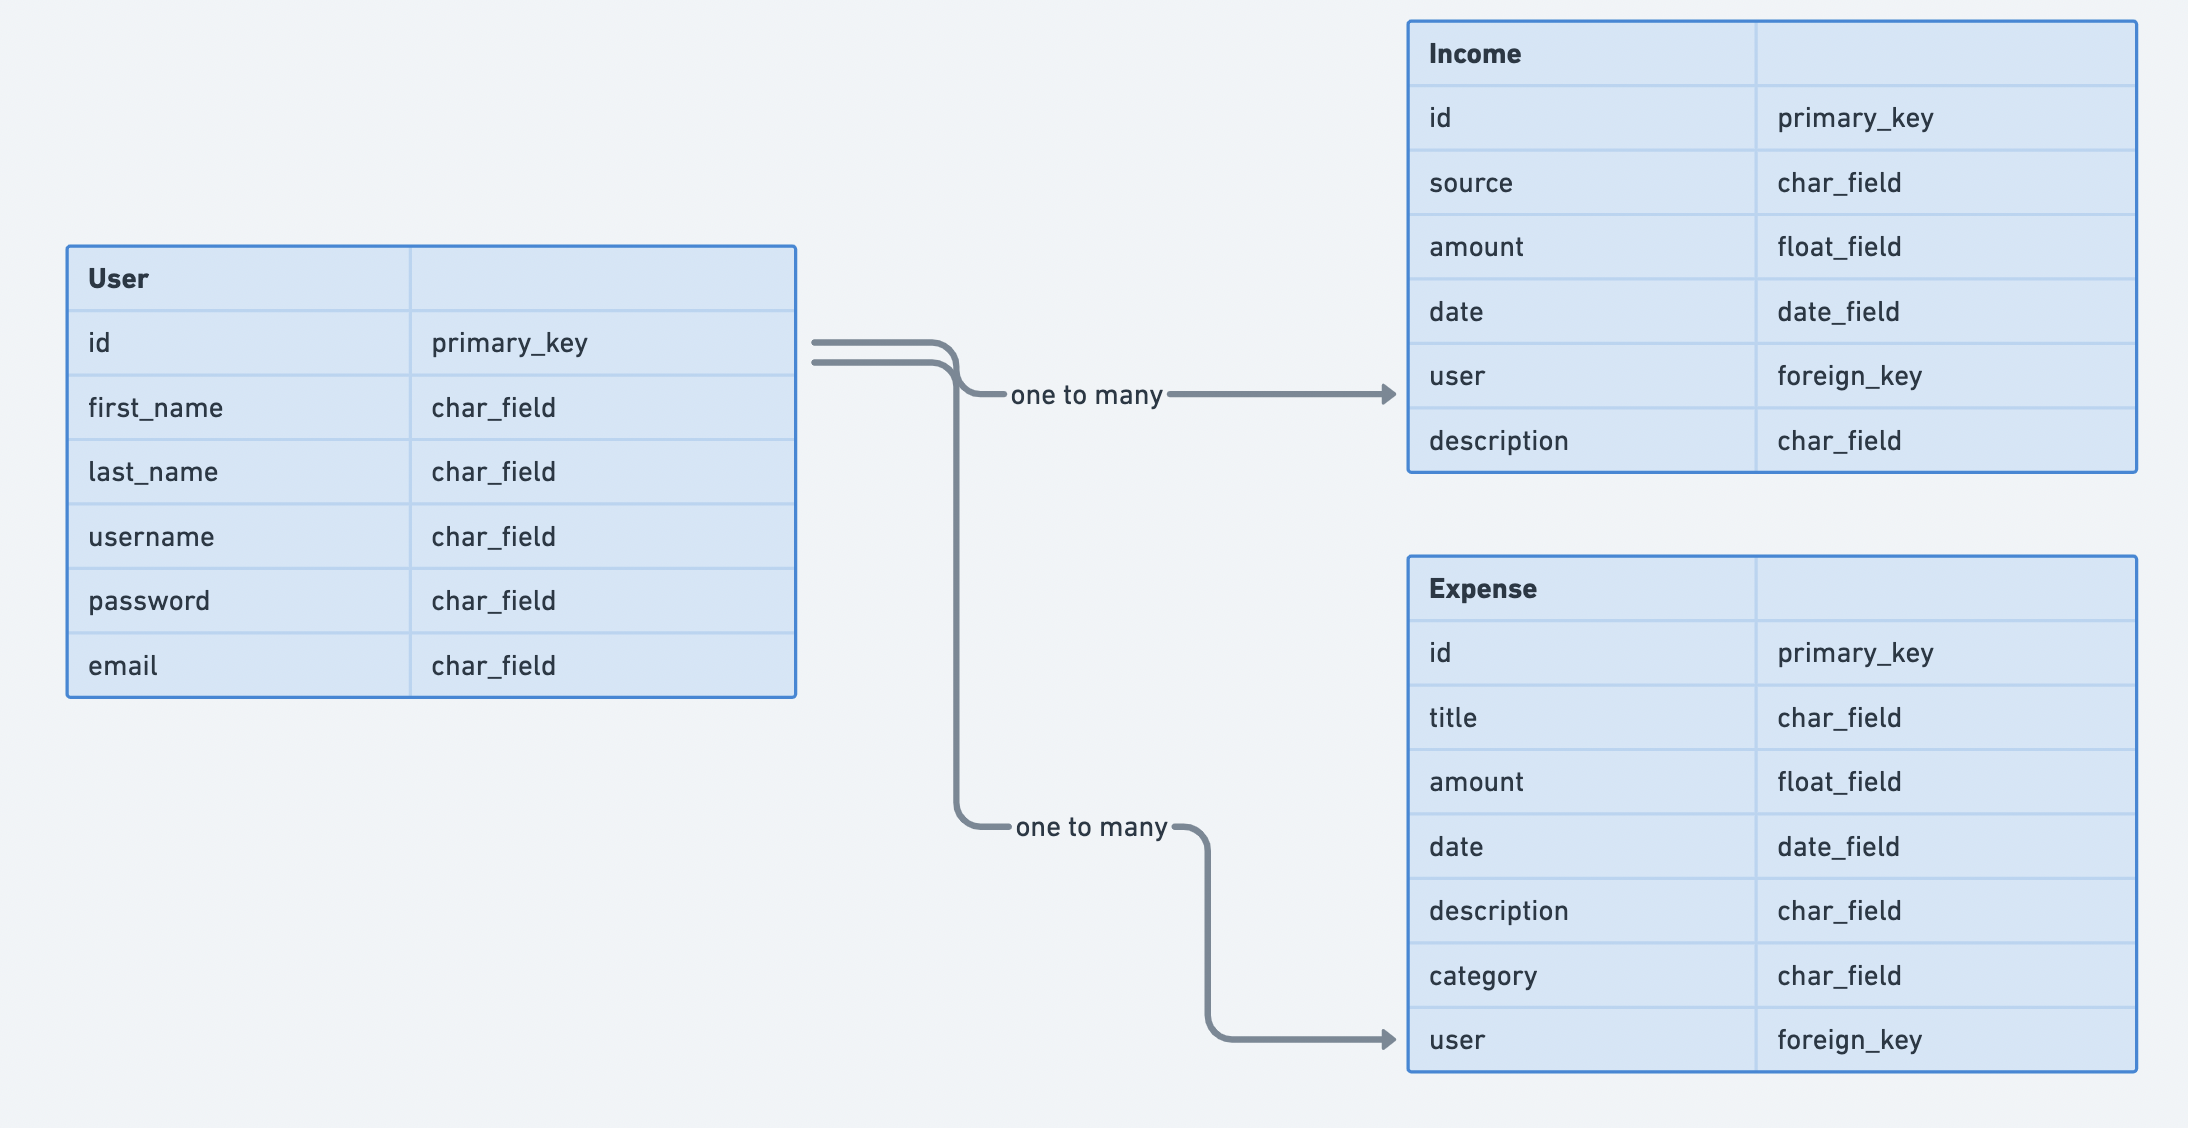 User
id primary_key
first_name char_field
last_name char_field
username char_field
password char_field
email char_field
one to many
one to many
Income
id primary_key
source char_field
amount float_field
date date_field
user foreign_key
description char_field
Expense
id primary_key
title char_field
amount float_field
date date_field
description char_field
category char_field
user foreign_key